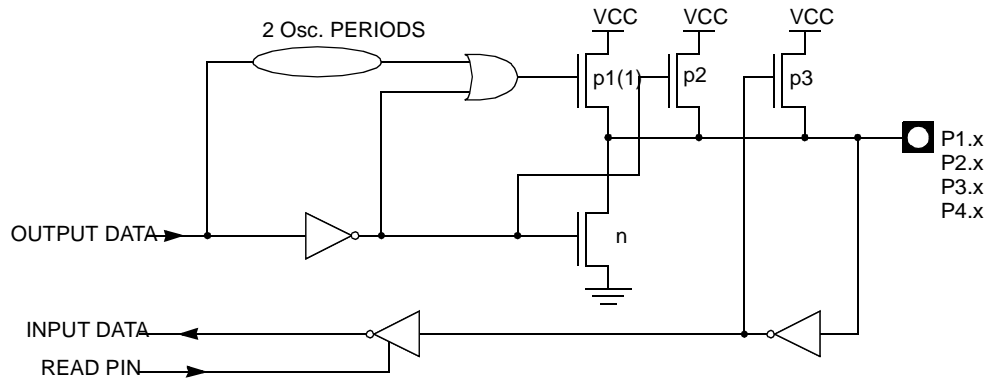 2 Osc. PERIODS
VCC
VCC
VCC
p1(1)
p2
p3
P1.x
P2.x
P3.x
P4.x
OUTPUT DATA
n
INPUT DATA
READ PIN